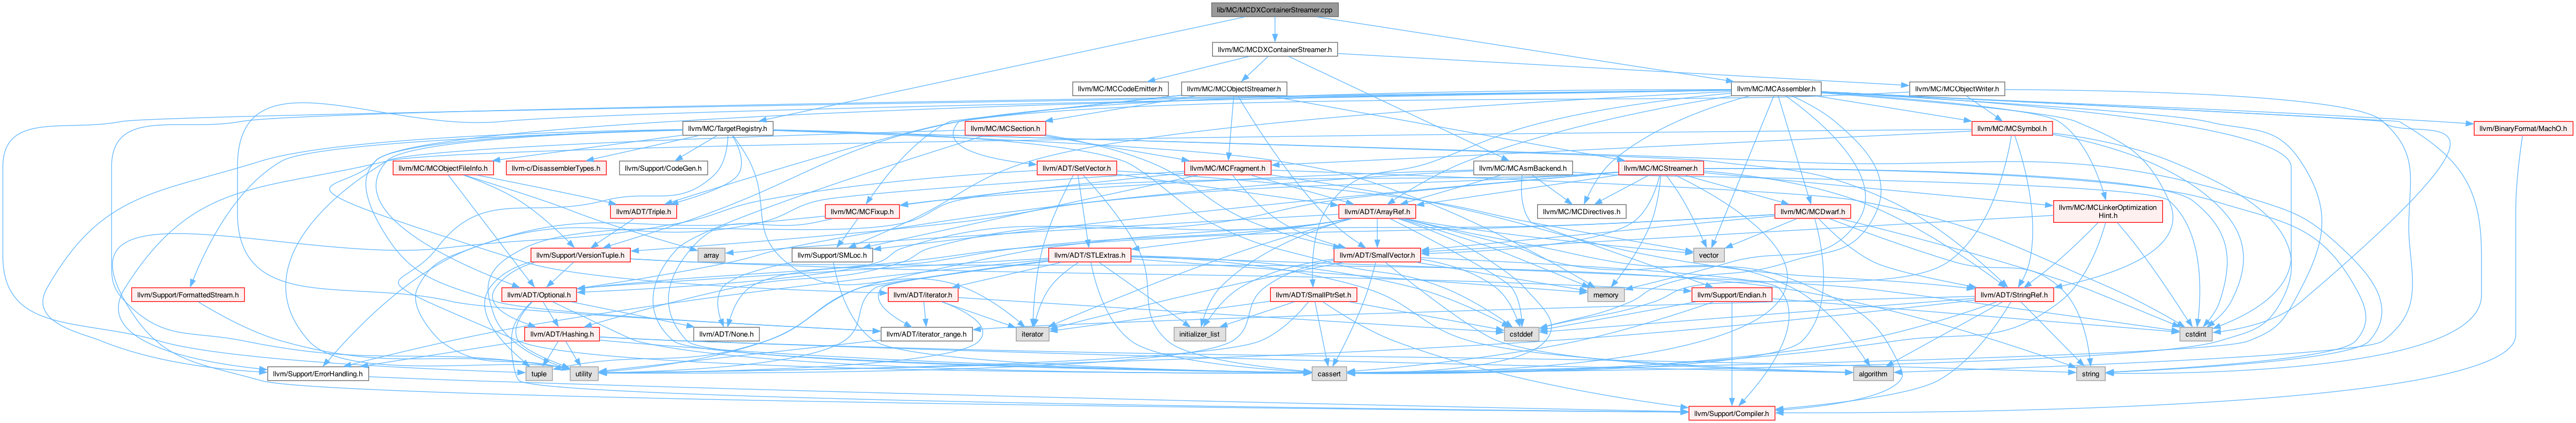 lib/MC/MCDXContainerStreamer.cpp
llvm/MC/MCDXContainerStreamer.h
llvm/MC/MCCodeEmitter.h
llvm/MC/MCObjectStreamer.h
llvm/MC/MCAssembler.h
llvm/MC/MCObjectWriter.h
llvm/MC/TargetRegistry.h
llvm/MC/MCSection.h
llvm/MC/MCSymbol.h
llvm/BinaryFormat/MachO.h
llvm/MC/MCObjectFileInfo.h
llvm-c/DisassemblerTypes.h
llvm/Support/CodeGen.h
llvm/ADT/SetVector.h
llvm/MC/MCFragment.h
llvm/MC/MCAsmBackend.h
llvm/MC/MCStreamer.h
llvm/ADT/Triple.h
llvm/MC/MCFixup.h
llvm/ADT/ArrayRef.h
llvm/MC/MCDirectives.h
llvm/MC/MCDwarf.h
llvm/MC/MCLinkerOptimization
Hint.h
llvm/Support/VersionTuple.h
array
llvm/Support/SMLoc.h
llvm/ADT/STLExtras.h
llvm/ADT/SmallVector.h
vector
llvm/Support/FormattedStream.h
llvm/ADT/Optional.h
llvm/ADT/iterator.h
llvm/ADT/SmallPtrSet.h
memory
llvm/Support/Endian.h
llvm/ADT/StringRef.h
llvm/ADT/Hashing.h
llvm/ADT/None.h
llvm/ADT/iterator_range.h
iterator
initializer_list
cstddef
cstdint
llvm/Support/ErrorHandling.h
tuple
utility
cassert
algorithm
string
llvm/Support/Compiler.h